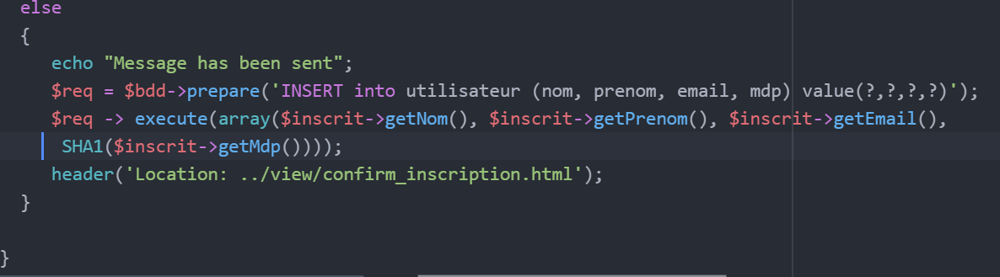 else
{
echo "Message has been sent";
$req = $bdd->prepare('INSERT into utilisateur (nom, prenom, email, mdp) value(?,?,?,?)');
$req -> execute(array($inscrit->getNom(), $inscrit->getPrenom(), $inscrit->getEmail(),
SHA1($inscrit->getMdp())));
header('Location: ../view/confirm_inscription.html');
}
}